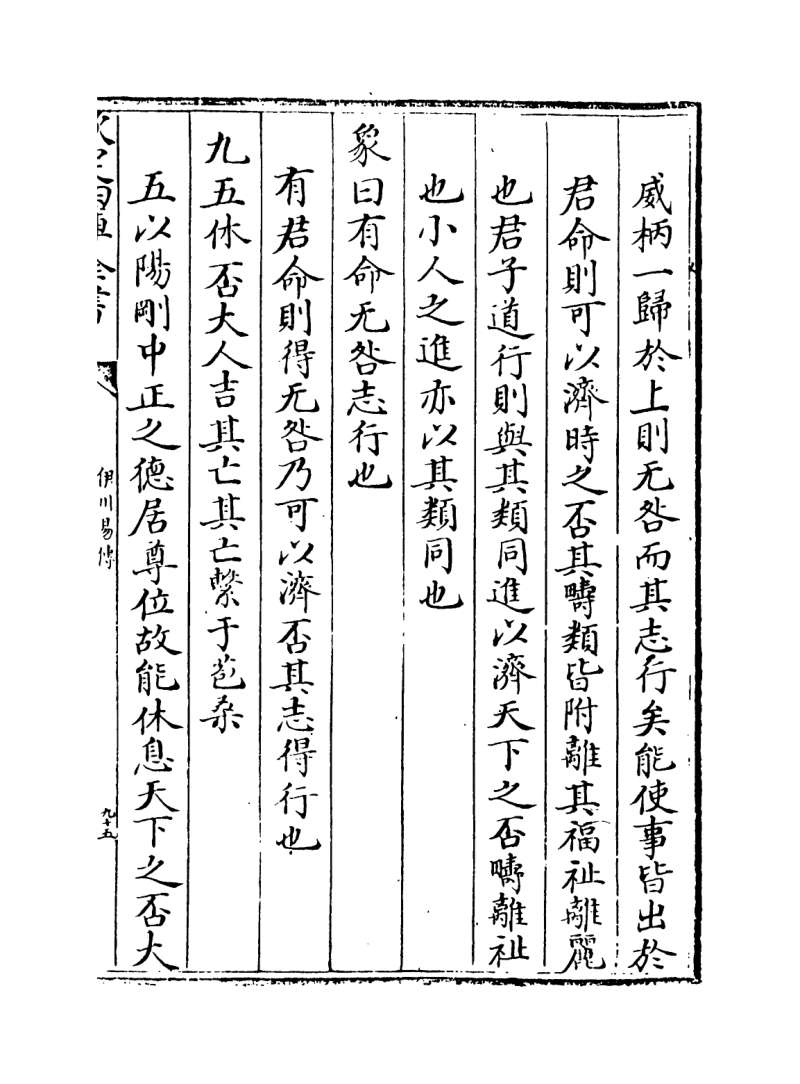 威柄一歸於上則无咎而其志行矣能使事皆出於
君命則可以濟時之否其疇類皆附離其福祉離麗
也君子道行則與其類同進以濟天下之否疇離祉
也小人之進亦以其類同也
象曰有命无咎志行也
有君命則得无咎乃可以濟否其志得行也
九五休否大人吉其亡其亡繫于苞桑
五以陽剛中正之德居尊位故能休息天下之否大
伊川易傳
九十五